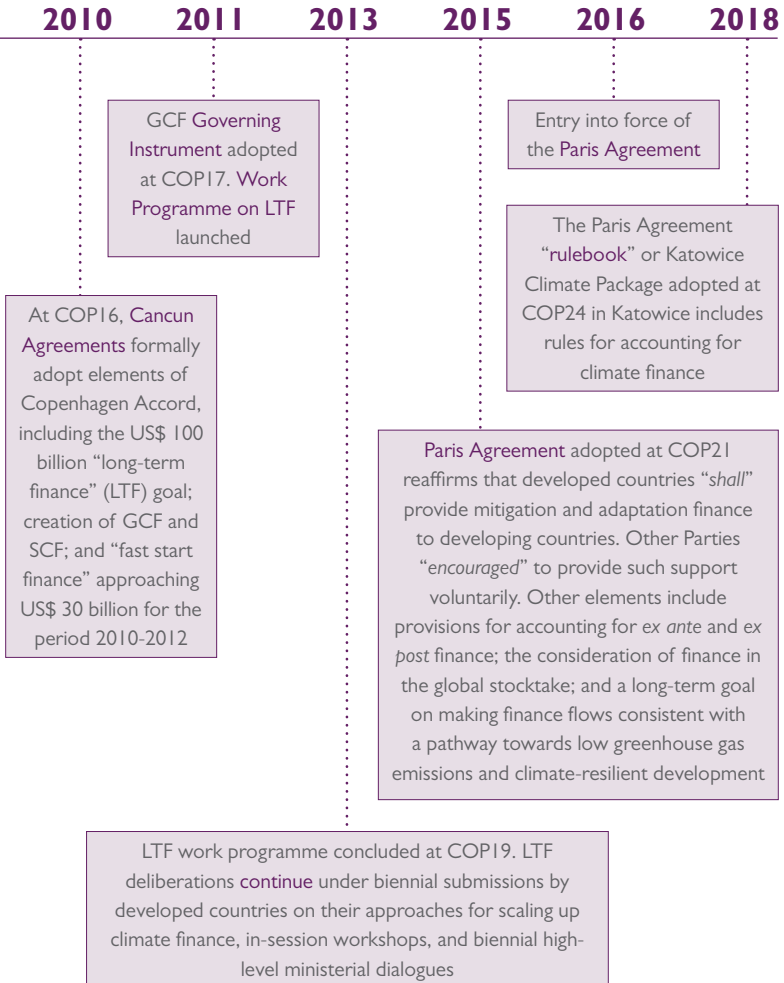 2010 2011 2013 2015 2016 2018
GCF Governing
Instrument adopted
at COP17. Work
Programme on LTF
launched
Entry into force of
the Paris Agreement
The Paris Agreement
“rulebook” or Katowice
Climate Package adopted at
COP24 in Katowice includes
rules for accounting for
climate finance
At COP16, Cancun
Agreements formally
adopt elements of
Copenhagen Accord,
including the US$ 100
billion “long-term
finance” (LTF) goal;
creation of GCF and
SCF; and “fast start
finance” approaching
US$ 30 billion for the
period 2010-2012
Paris Agreement adopted at COP21
reaffirms that developed countries “shall”
provide mitigation and adaptation finance
to developing countries. Other Parties
“encouraged” to provide such support
voluntarily. Other elements include
provisions for accounting for ex ante and ex
post finance; the consideration of finance in
the global stocktake; and a long-term goal
on making finance flows consistent with
a pathway towards low greenhouse gas
emissions and climate-resilient development
LTF work programme concluded at COP19. LTF
deliberations continue under biennial submissions by
developed countries on their approaches for scaling up
climate finance, in-session workshops, and biennial high-
level ministerial dialogues